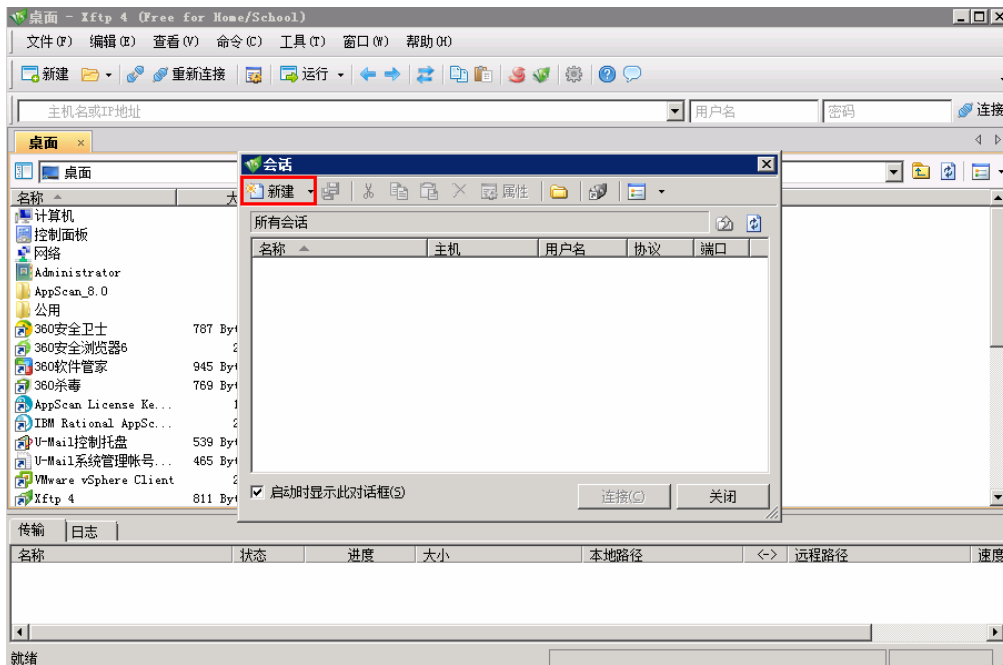 桌面 - Xftp 4 (Free for Home/School)
文件(F) 编辑(E) 查看(V) 命令(C) 工具(T) 窗口(W) 帮助(H)
新建 重新连接 运行
主机名或IP地址 用户名 密码 连接
桌面
桌面
名称 大
计算机
控制面板
网络
Administrator
AppScan_8.0
公用
360安全卫士 787 Byt
360安全浏览器6 2
360软件管家 945 Byt
360杀毒 769 Byt
AppScan License Ke... 1
IBM Rational AppSc... 2
U-Mail控制托盘 539 Byt
U-Mail系统管理帐号... 465 Byt
VMware vSphere Client 2
Xftp 4 811 Byt
会话
新建 属性
所有会话
名称 主机 用户名 协议 端口
启动时显示此对话框(S)
连接(C) 关闭
传输 日志
名称 状态 进度 大小 本地路径 <-> 远程路径 速度
就绪